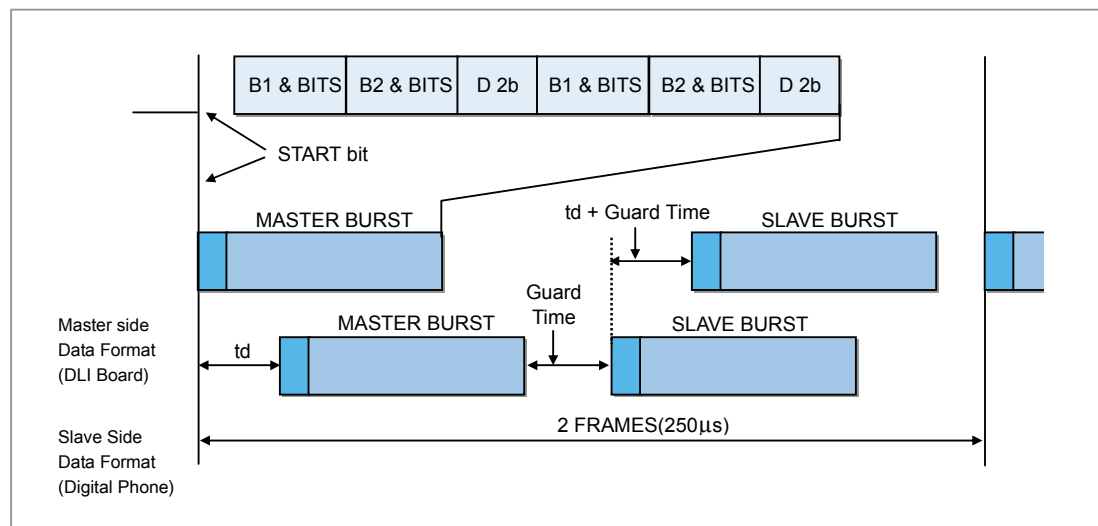 B1 & BITS B2 & BITS D 2b B1 & BITS B2 & BITS D 2b
START bit
MASTER BURST
td + Guard Time
SLAVE BURST
Guard
Time
MASTER BURST
SLAVE BURST
Master side
Data Format
(DLI Board)
td
2 FRAMES(250μs)
Slave Side
Data Format
(Digital Phone)